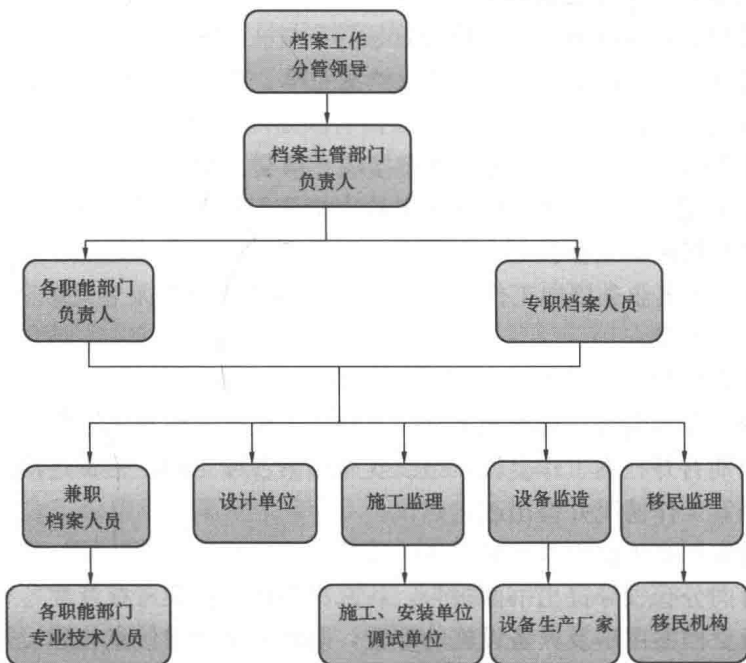 档案工作
分管领导
档案主管部门
负责人
各职能部门
负责人
专职档案人员
兼职
档案人员
设计单位
施工监理
设备监造
移民监理
各职能部门
专业技术人员
施工、安装单位
调试单位
设备生产厂家
移民机构